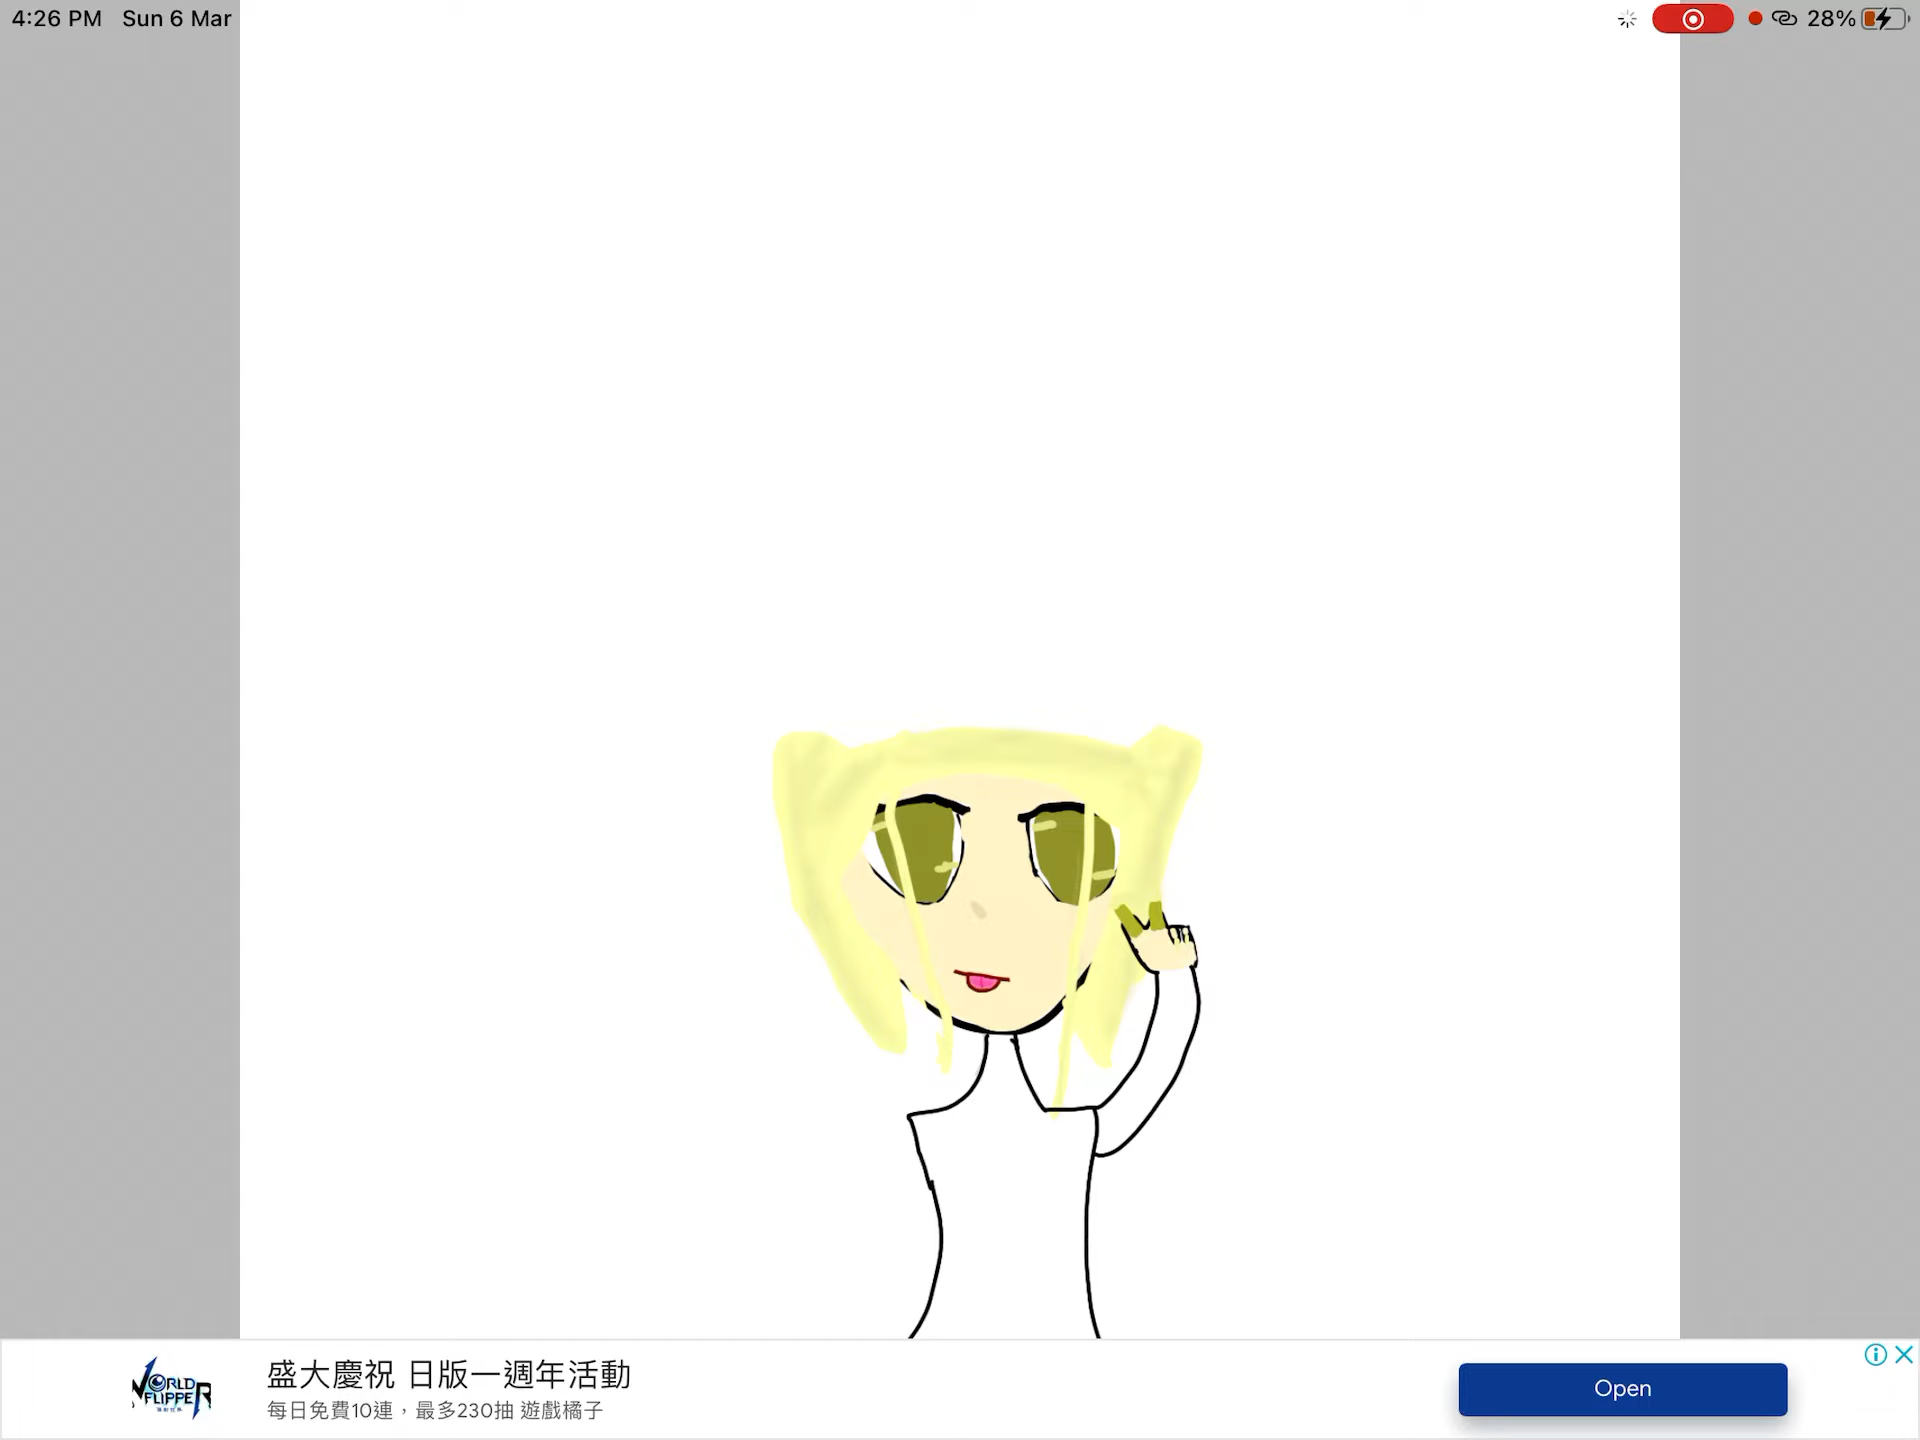 4:26 PM Sun 6 Mar
28%
WORLD FLIPPER
盛大慶祝 日版一週年活動
每日免費10連，最多230抽 遊戲橘子
Open